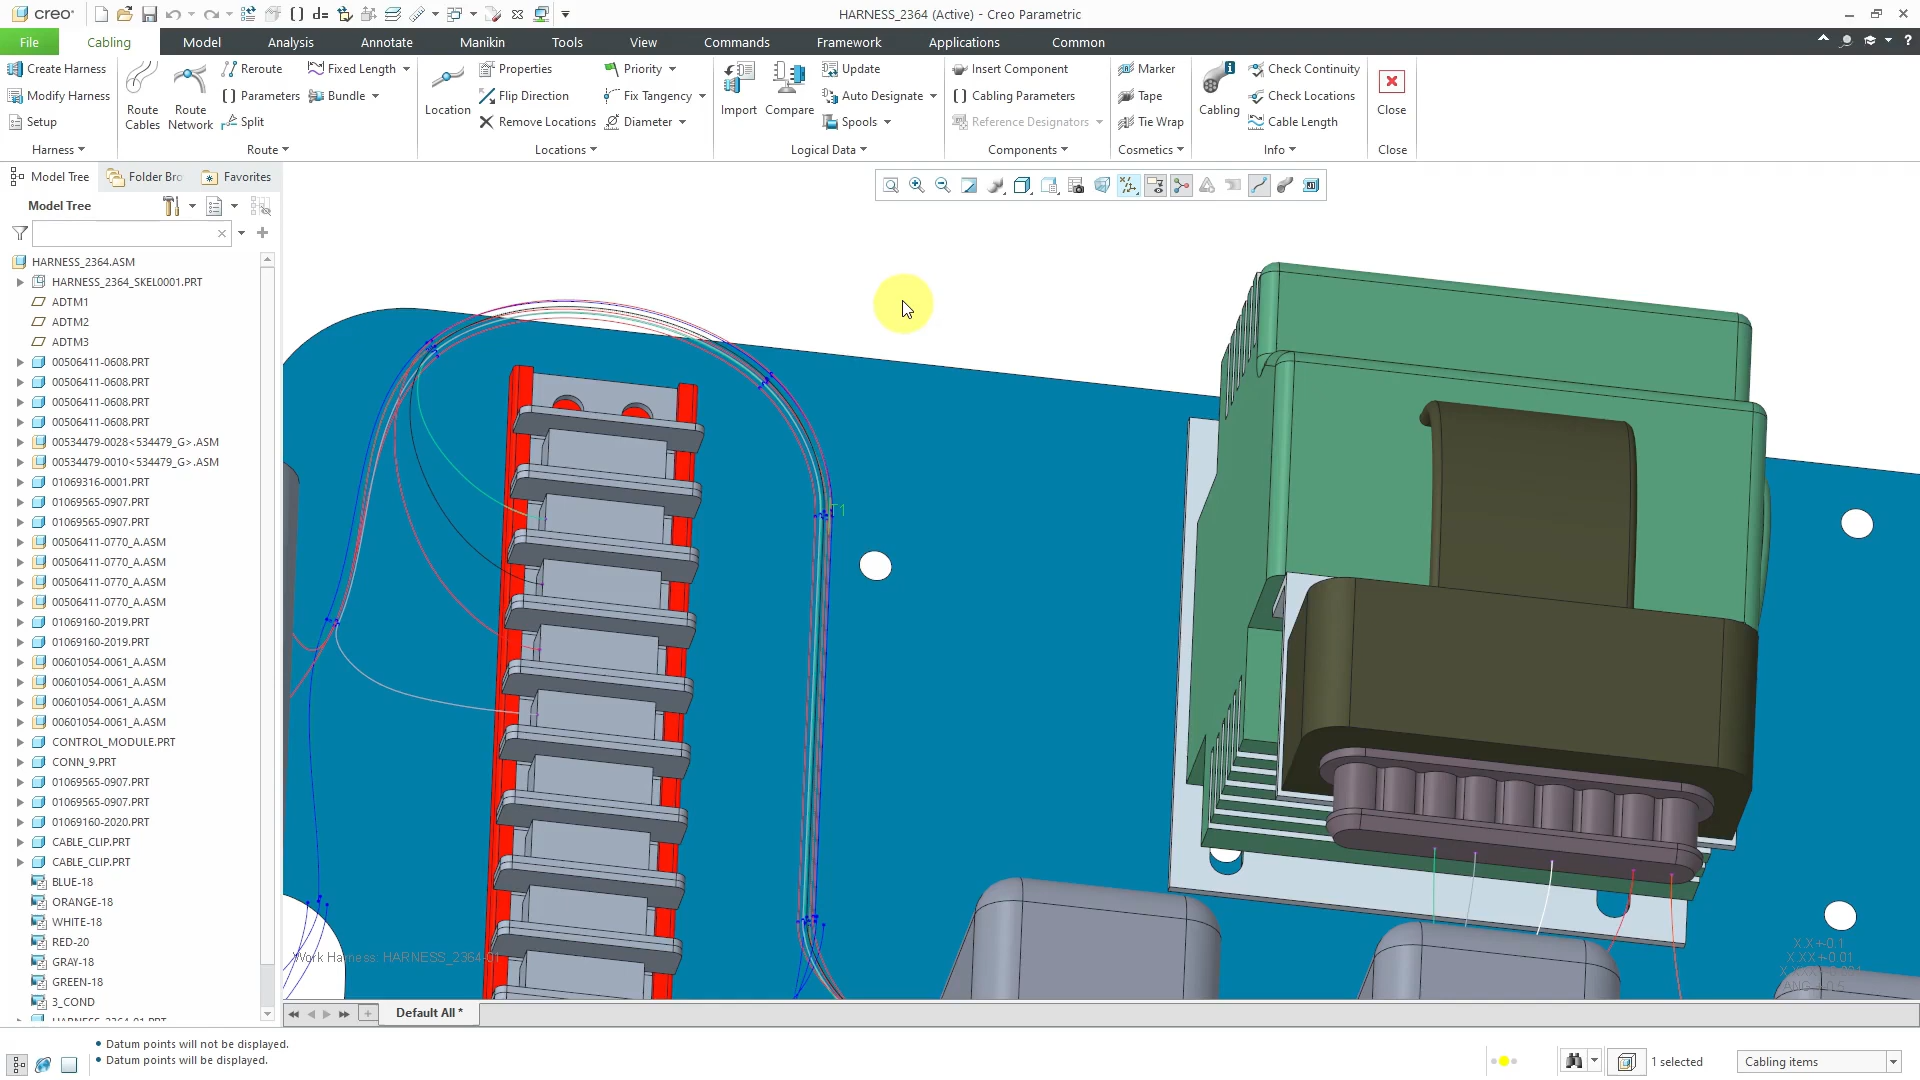 creo
HARNESS_2364 (Active) - Creo Parametric
File
Cabling
Model
Analysis
Annotate
Manikin
Tools
View
Commands
Framework
Applications
Common
Create Harness
Modify Harness
Setup
Harness
Route Cables
Route Network
Reroute
Parameters
Split
Fixed Length
Bundle
Route
Location
Properties
Flip Direction
Remove Locations
Priority
Fix Tangency
Diameter
Locations
Import
Compare
Update
Auto Designate
Spools
Logical Data
Insert Component
Cabling Parameters
Reference Designators
Components
Marker
Tape
Tie Wrap
Cosmetics
Cabling
Check Continuity
Check Locations
Cable Length
Info
Close
Close
Model Tree
Folder Bro
Favorites
Model Tree
HARNESS_2364.ASM
HARNESS_2364_SKEL0001.PRT
ADTM1
ADTM2
ADTM3
00506411-0608.PRT
00506411-0608.PRT
00506411-0608.PRT
00506411-0608.PRT
00534479-0028<534479_G>.ASM
00534479-0010<534479_G>.ASM
01069316-0001.PRT
01069565-0907.PRT
01069565-0907.PRT
00506411-0770_A.ASM
00506411-0770_A.ASM
00506411-0770_A.ASM
00506411-0770_A.ASM
01069160-2019.PRT
01069160-2019.PRT
00601054-0061_A.ASM
00601054-0061_A.ASM
00601054-0061_A.ASM
00601054-0061_A.ASM
CONTROL_MODULE.PRT
CONN_9.PRT
01069565-0907.PRT
01069565-0907.PRT
01069160-2020.PRT
CABLE_CLIP.PRT
CABLE_CLIP.PRT
BLUE-18
ORANGE-18
WHITE-18
RED-20
GRAY-18
GREEN-18
3_COND
HARNESS_2364-01.PRT
T1
Work Harness: HARNESS_2364-01
X.X+-0.1
X.XX+-0.01
Default All *
• Datum points will not be displayed.
• Datum points will be displayed.
1 selected
Cabling items